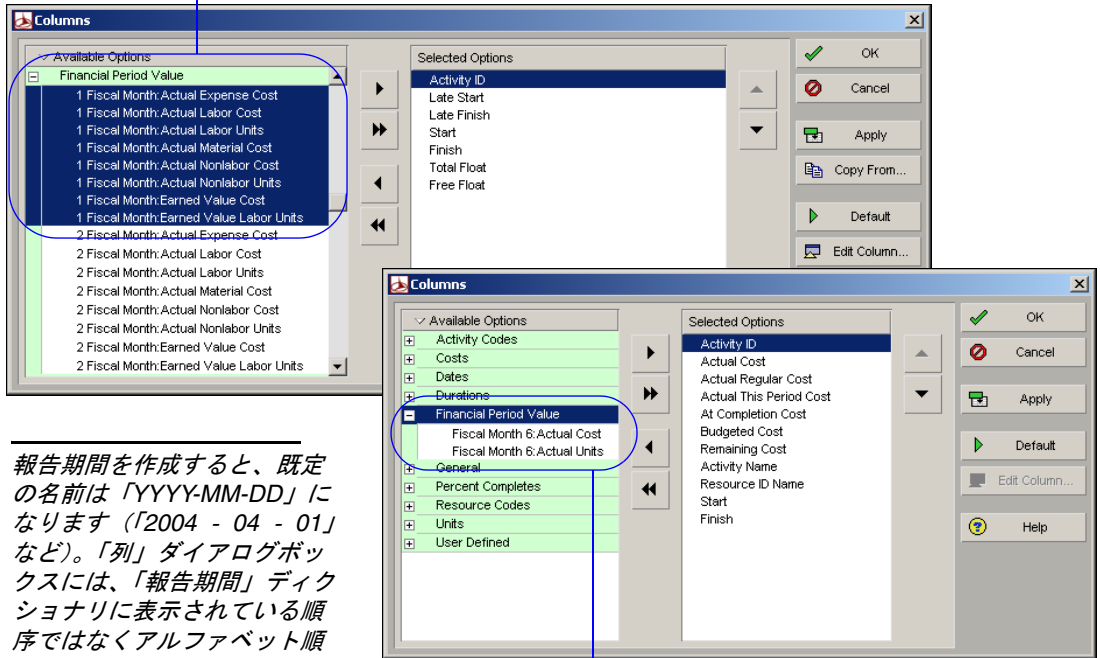 Columns
Available Options
Financial Period Value
1 Fiscal Month:Actual Expense Cost
1 Fiscal Month:Actual Labor Cost
1 Fiscal Month:Actual Labor Units
1 Fiscal Month:Actual Material Cost
1 Fiscal Month:Actual Nonlabor Cost
1 Fiscal Month:Actual Nonlabor Units
1 Fiscal Month:Earned Value Cost
1 Fiscal Month:Earned Value Labor Units
2 Fiscal Month:Actual Expense Cost
2 Fiscal Month:Actual Labor Cost
2 Fiscal Month:Actual Labor Units
2 Fiscal Month:Actual Material Cost
2 Fiscal Month:Actual Nonlabor Cost
2 Fiscal Month:Actual Nonlabor Units
2 Fiscal Month:Earned Value Cost
2 Fiscal Month:Earned Value Labor Units
Selected Options
Activity ID
Late Start
Late Finish
Start
Finish
Total Float
Free Float
OK
Cancel
Apply
Copy From...
Default
Edit Column...
Columns
Available Options
Activity Codes
Costs
Dates
Durations
Financial Period Value
Fiscal Month 6:Actual Cost
Fiscal Month 6:Actual Units
General
Percent Completes
Resource Codes
Units
User Defined
Selected Options
Activity ID
Actual Cost
Actual Regular Cost
Actual This Period Cost
At Completion Cost
Budgeted Cost
Remaining Cost
Activity Name
Resource ID Name
Start
Finish
OK
Cancel
Apply
Default
Edit Column...
Help
報告期間を作成すると、既定
の名前は「YYYY-MM-DD」に
なります（「2004 - 04 - 01」
など）。「列」ダイアログボッ
クスには、「報告期間」ディク
ショナリに表示されている順
序ではなくアルファベット順